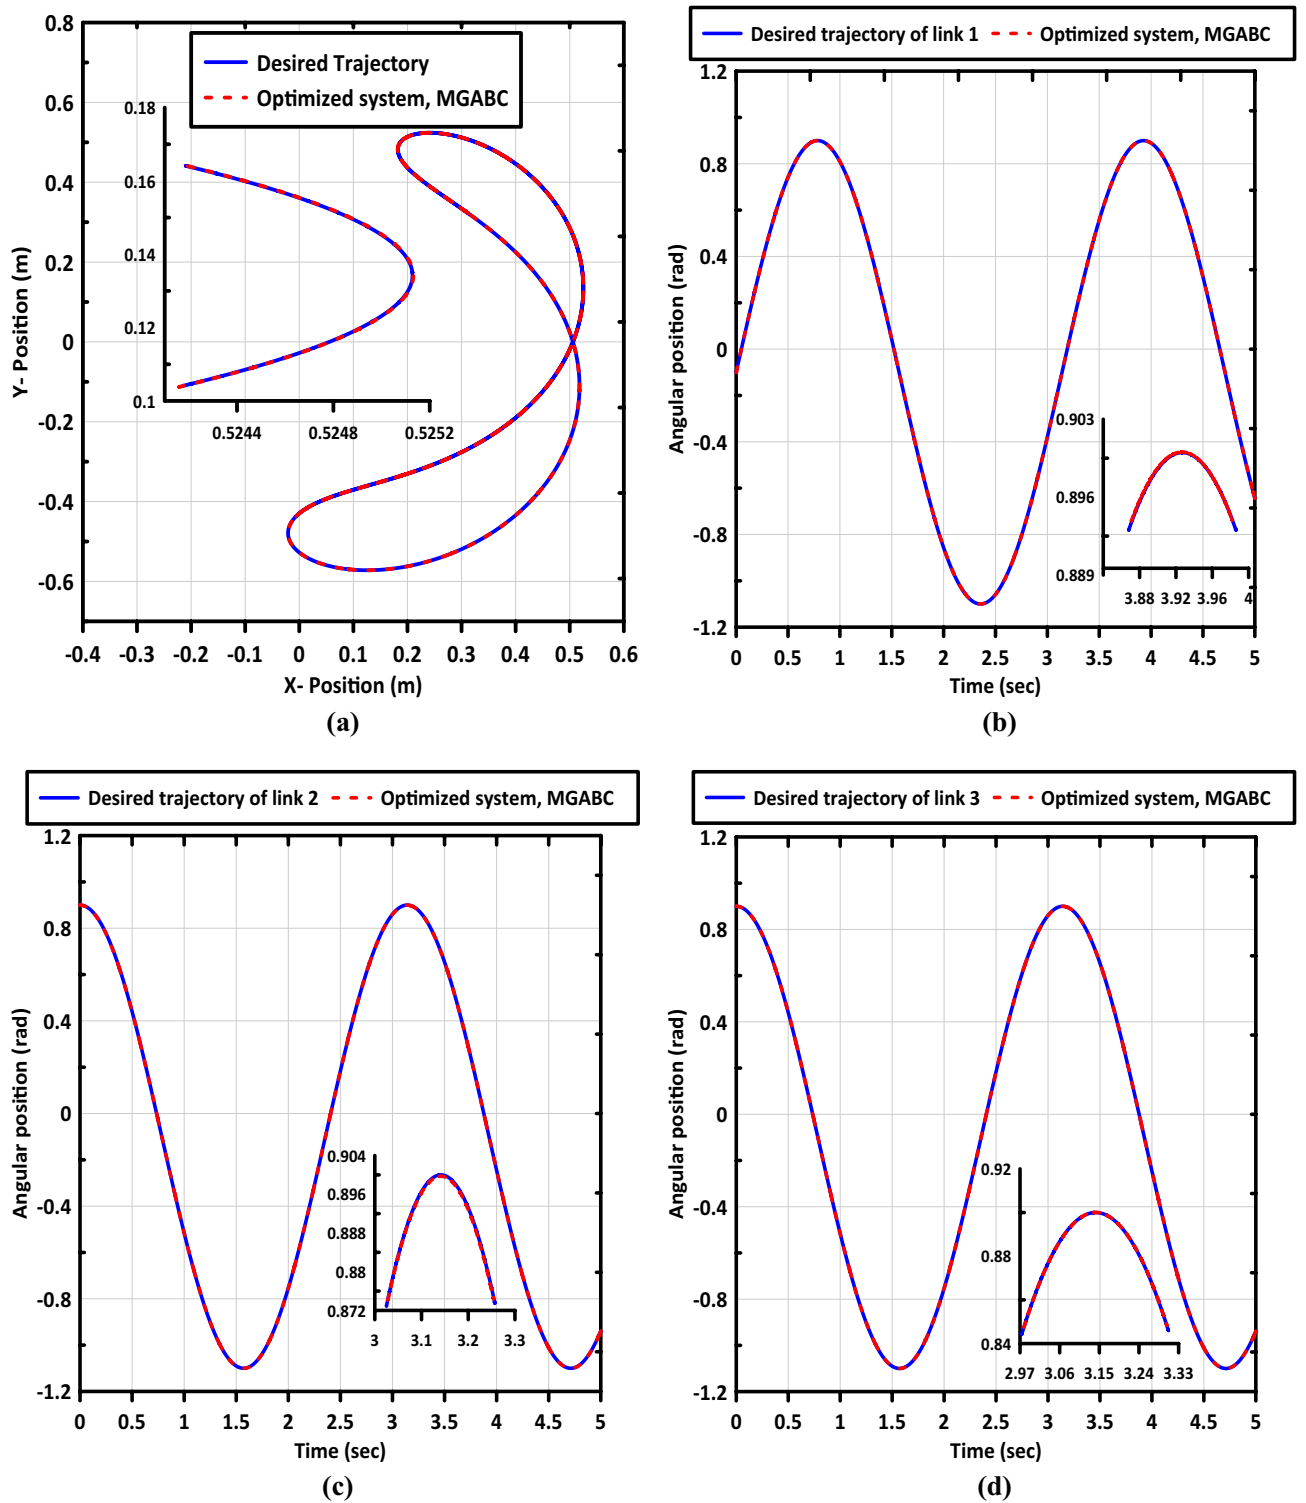 Desired Trajectory
Optimized system, MGABC
0.8
0.6
0.4
0.2
0
-0.2
-0.4
-0.6
Y- Position (m)
0.18
0.16
0.14
0.12
0.1
0.5244 0.5248 0.5252
-0.4 -0.3 -0.2 -0.1 0 0.1 0.2 0.3 0.4 0.5 0.6
X- Position (m)
(a)
Desired trajectory of link 1 Optimized system, MGABC
1.2
0.8
0.4
0
-0.4
-0.8
-1.2
Angular position (rad)
0.903
0.896
0.889
3.88 3.92 3.96 4
0 0.5 1 1.5 2 2.5 3 3.5 4 4.5 5
Time (sec)
(b)
Desired trajectory of link 2 Optimized system, MGABC
1.2
0.8
0.4
0
-0.4
-0.8
-1.2
Angular position (rad)
0.904
0.896
0.888
0.88
0.872
3 3.1 3.2 3.3
0 0.5 1 1.5 2 2.5 3 3.5 4 4.5 5
Time (sec)
(c)
Desired trajectory of link 3 Optimized system, MGABC
1.2
0.8
0.4
0
-0.4
-0.8
-1.2
Angular position (rad)
0.92
0.88
0.84
2.97 3.06 3.15 3.24 3.33
0 0.5 1 1.5 2 2.5 3 3.5 4 4.5 5
Time (sec)
(d)